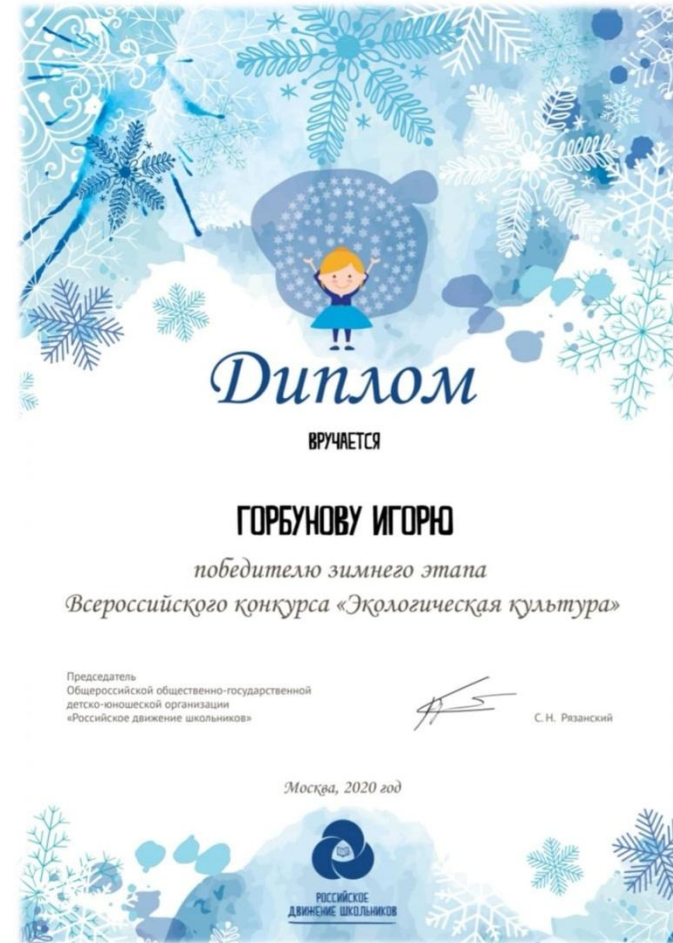 Диплом
ВРУЧАЕТСЯ
ГОРБУНОВУ ИГОРЮ
победителю зимнего этапа
Всероссийского конкурса «Экологическая культура»
Председатель
Общероссийской общественно-государственной
детско-юношеской организации
«Российское движение школьников»
С. Н. Рязанский
Москва, 2020 год
РОССИЙСКОЕ
ДВИЖЕНИЕ ШКОЛЬНИКОВ